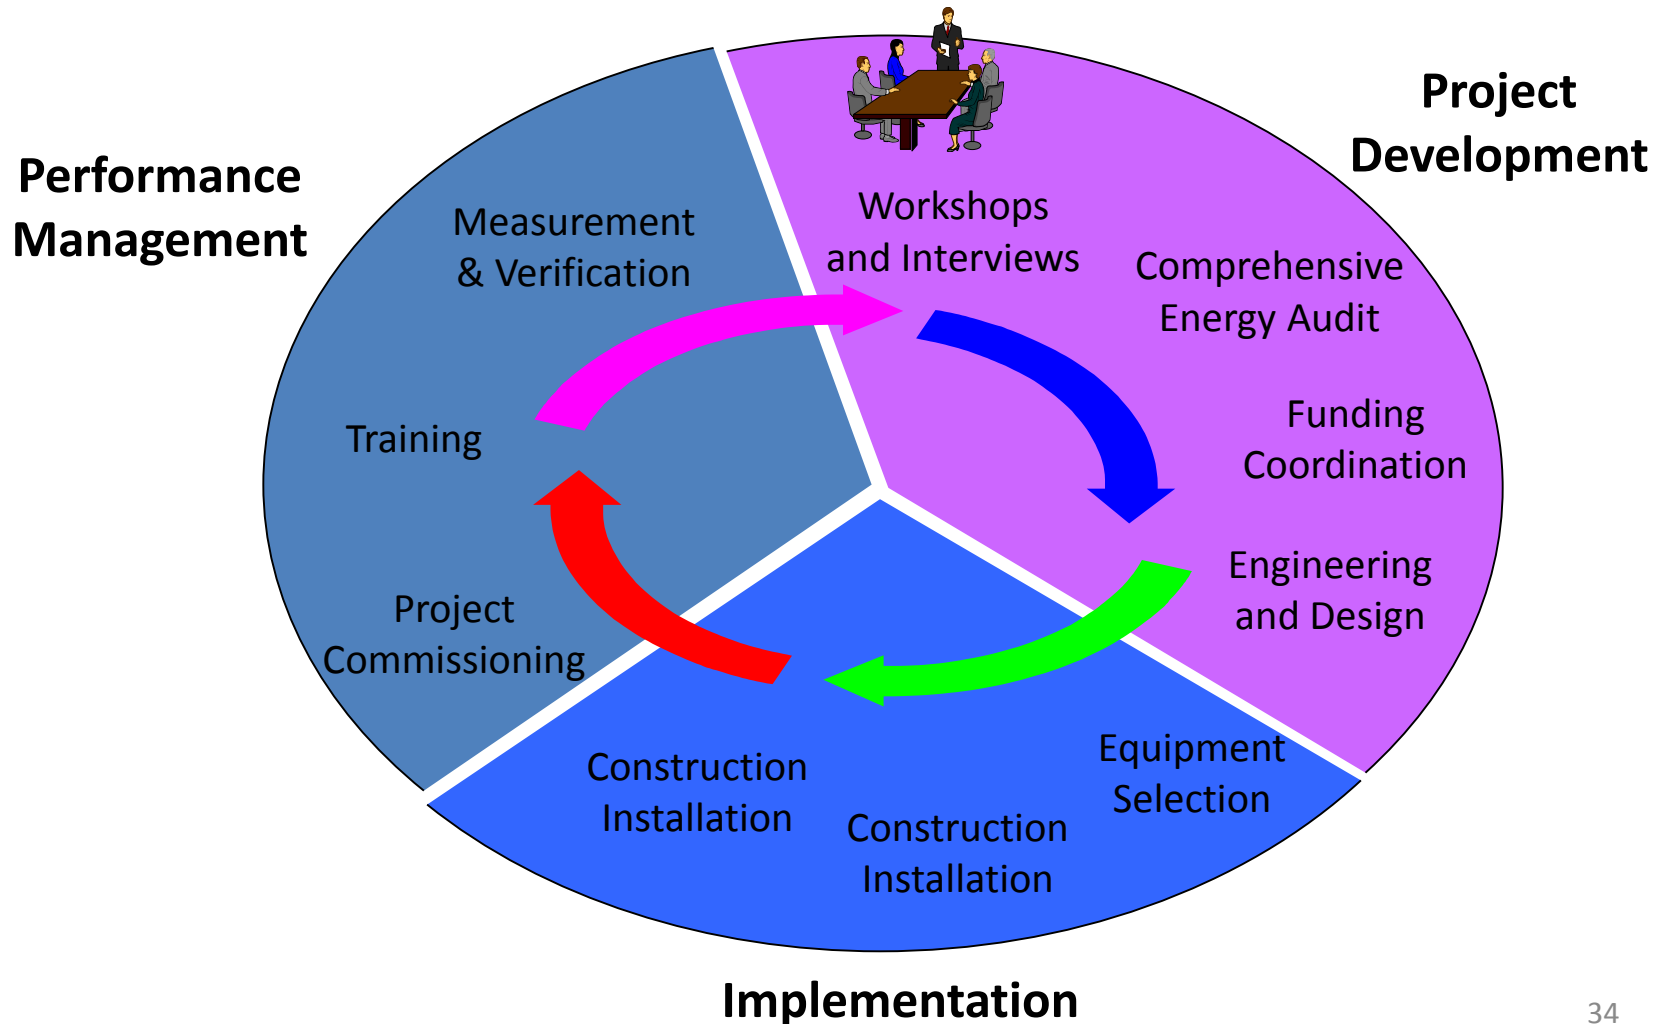 Project
Development
Performance
Management
Workshops
and Interviews
Comprehensive
Energy Audit
Funding
Coordination
Engineering
and Design
Equipment
Selection
Construction
Installation
Construction
Installation
Project
Commissioning
Training
Measurement
& Verification
Implementation
34